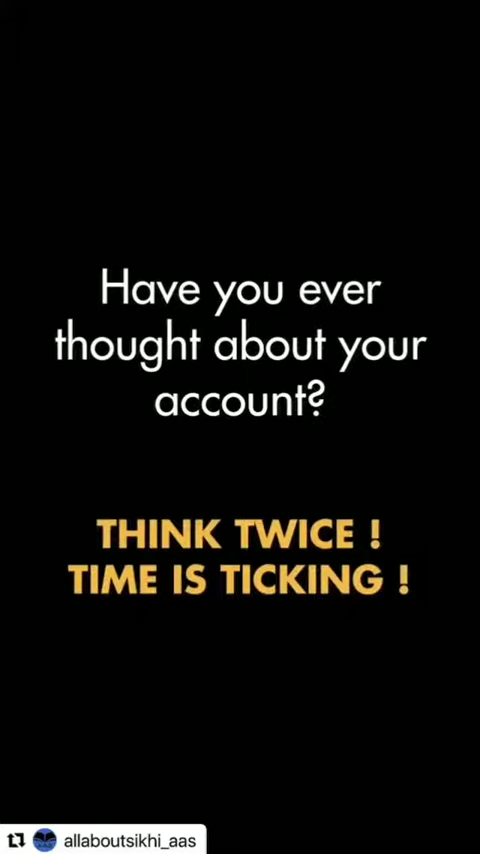 Have you ever
thought about your
account?
THINK TWICE !
TIME IS TICKING !
allaboutsikhi_aas